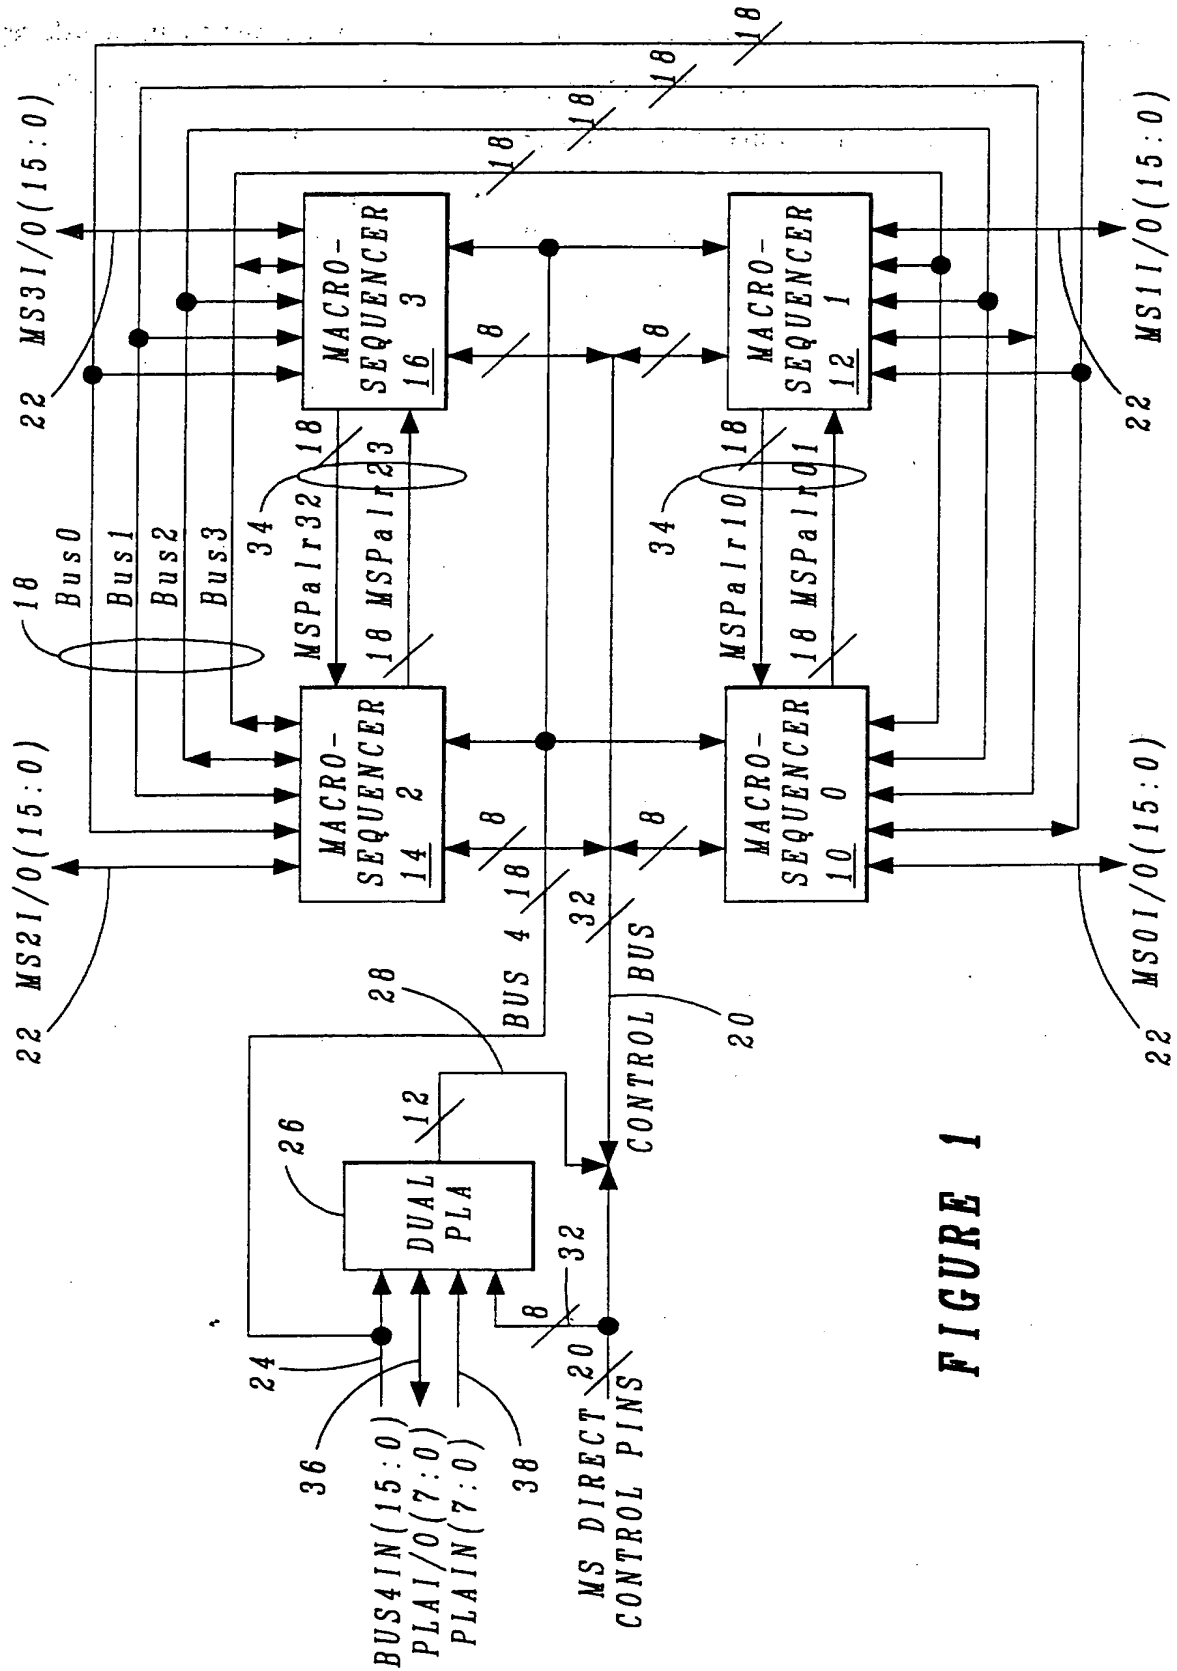 22 MS2I/O(15:0)
18
MS3I/O(15:0)
22
Bus0
Bus1
Bus2
Bus3
18
18
18
18
34
MSPalr32
18
18 MSPalr23
MACRO-
SEQUENCER
2
14
MACRO-
SEQUENCER
3
16
8
8
BUS 4
18
32
CONTROL BUS
20
28
12
26
DUAL
PLA
24
36
38
BUS4IN(15:0)
PLAI/O(7:0)
PLAIN(7:0)
8
32
20
MS DIRECT
CONTROL PINS
8
8
34
MSPalr10
18
18 MSPalr01
MACRO-
SEQUENCER
0
10
MACRO-
SEQUENCER
1
12
22
MS0I/O(15:0)
22
MS1I/O(15:0)
FIGURE 1